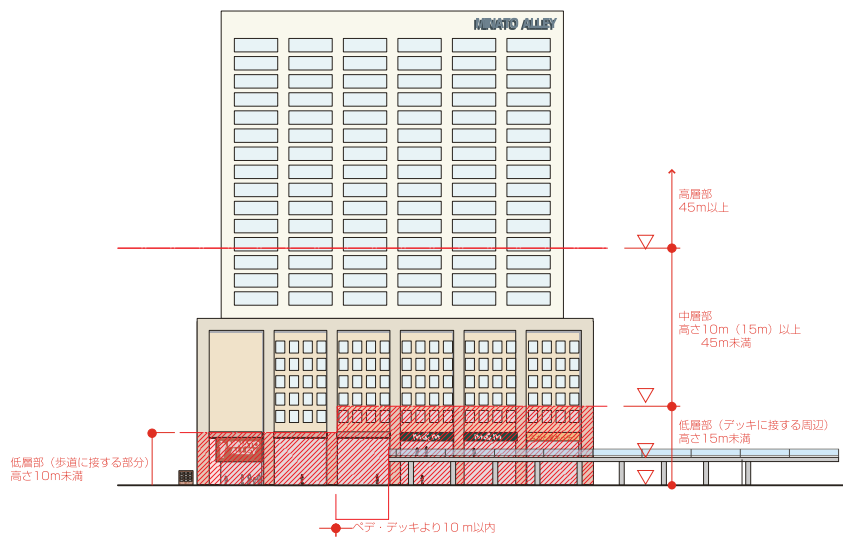 MINATO ALLEY
高層部
45m以上
中層部
高さ10m（15m）以上
45m未満
低層部（デッキに接する周辺）
高さ15m未満
低層部（歩道に接する部分）
高さ10m未満
MINATO
ALLEY
ペデ・デッキより10 m以内